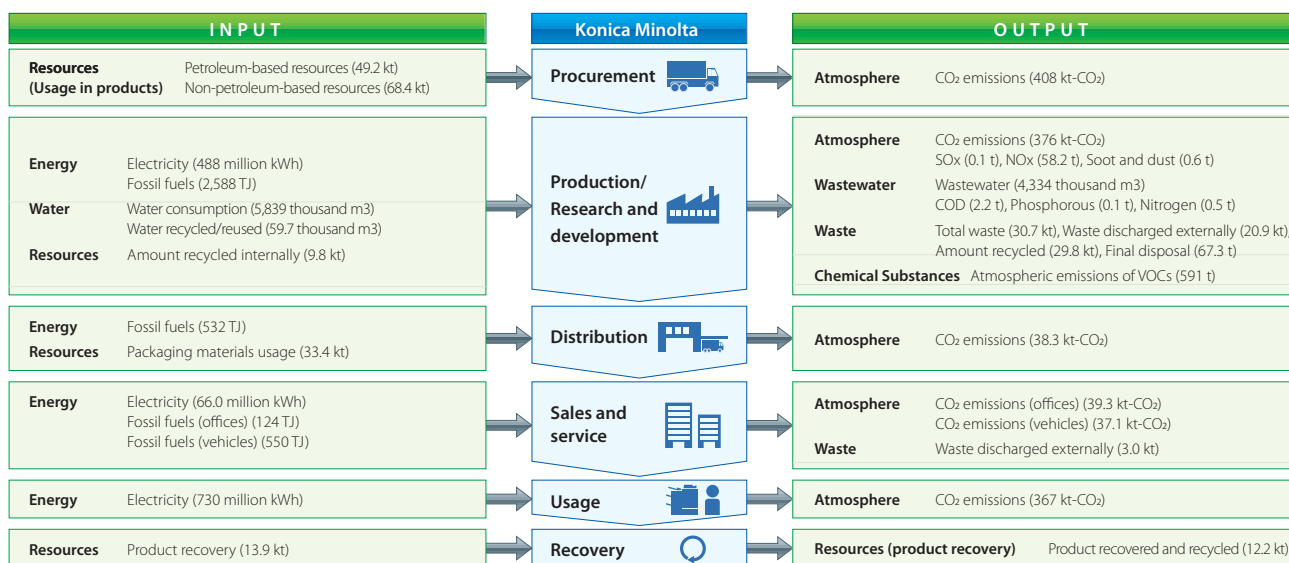 INPUT
Konica Minolta
OUTPUT
Resources
(Usage in products)
Petroleum-based resources (49.2 kt)
Non-petroleum-based resources (68.4 kt)
Procurement
Atmosphere CO₂ emissions (408 kt-CO₂)
Energy Electricity (488 million kWh)
Fossil fuels (2,588 TJ)
Water Water consumption (5,839 thousand m3)
Water recycled/reused (59.7 thousand m3)
Resources Amount recycled internally (9.8 kt)
Production/
Research and
development
Atmosphere CO₂ emissions (376 kt-CO₂)
SOx (0.1 t), NOx (58.2 t), Soot and dust (0.6 t)
Wastewater Wastewater (4,334 thousand m3)
COD (2.2 t), Phosphorous (0.1 t), Nitrogen (0.5 t)
Waste Total waste (30.7 kt), Waste discharged externally (20.9 kt),
Amount recycled (29.8 kt), Final disposal (67.3 t)
Chemical Substances Atmospheric emissions of VOCs (591 t)
Energy Fossil fuels (532 TJ)
Resources Packaging materials usage (33.4 kt)
Distribution
Atmosphere CO₂ emissions (38.3 kt-CO₂)
Energy Electricity (66.0 million kWh)
Fossil fuels (offices) (124 TJ)
Fossil fuels (vehicles) (550 TJ)
Sales and
service
Atmosphere CO₂ emissions (offices) (39.3 kt-CO₂)
CO₂ emissions (vehicles) (37.1 kt-CO₂)
Waste Waste discharged externally (3.0 kt)
Energy Electricity (730 million kWh)
Usage
Atmosphere CO₂ emissions (367 kt-CO₂)
Resources Product recovery (13.9 kt)
Recovery
Resources (product recovery) Product recovered and recycled (12.2 kt)